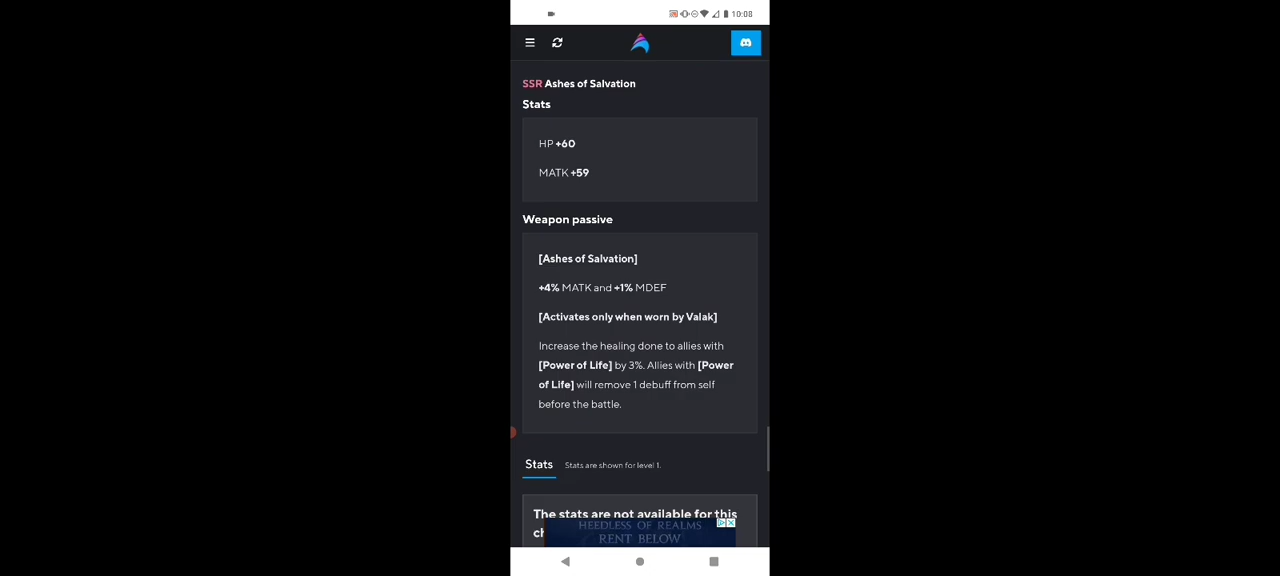 10:08
SSR Ashes of Salvation
Stats
HP +60
MATK +59
Weapon passive
[Ashes of Salvation]
+4% MATK and +1% MDEF
[Activates only when worn by Valak]
Increase the healing done to allies with
[Power of Life] by 3%. Allies with [Power
of Life] will remove 1 debuff from self
before the battle.
Stats Stats are shown for level 1.
The stats are not available for this
HEEDLESS OF REALMS
RENT BELOW